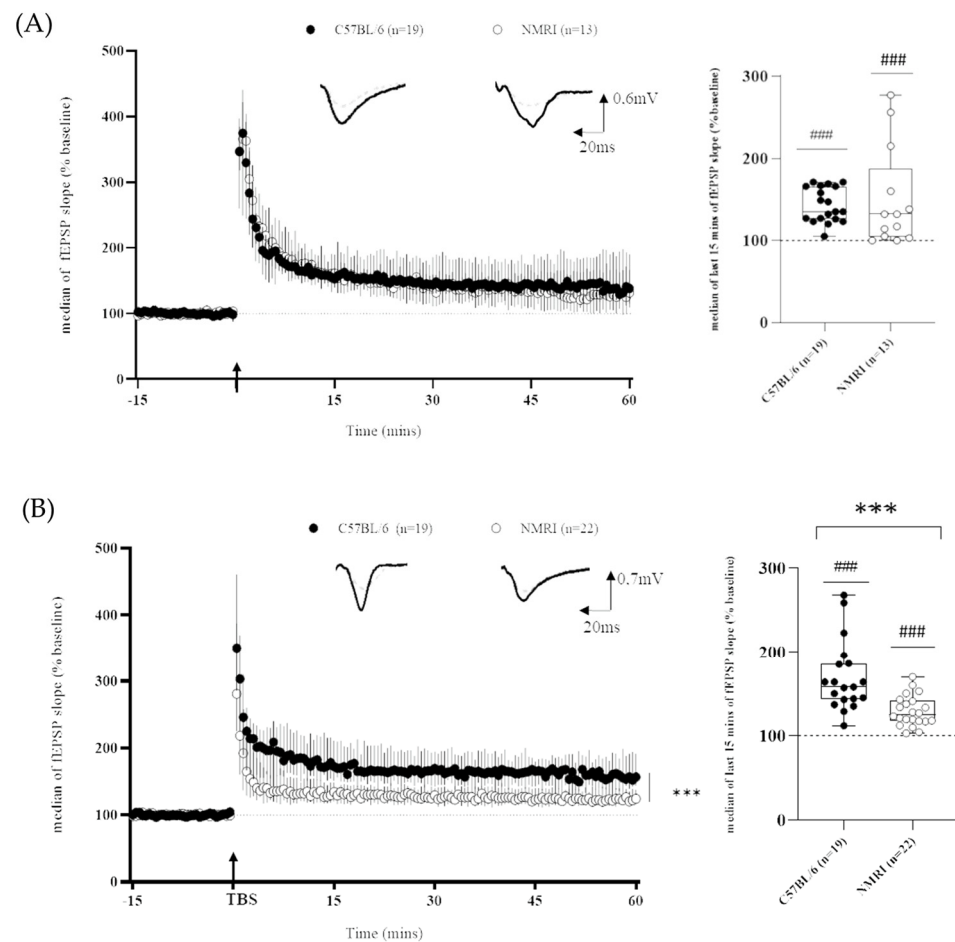 (A)
C57BL/6 (n=19) NMRI (n=13)
median of fEPSP slope (% baseline)
500
400
300
200
100
0
-15 15 30 45 60
Time (mins)
0.6mV
20ms
median of last 15 mins of fEPSP slope (% baseline)
300
200
100
0
###
###
C57BL/6 (n=19)
NMRI (n=13)
(B)
C57BL/6 (n=19) NMRI (n=22)
median of fEPSP slope (% baseline)
500
400
300
200
100
0
-15 TBS 15 30 45 60
Time (mins)
0.7mV
20ms
***
median of last 15 mins of fEPSP slope (% baseline)
300
200
100
0
***
###
###
C57BL/6 (n=19)
NMRI (n=22)